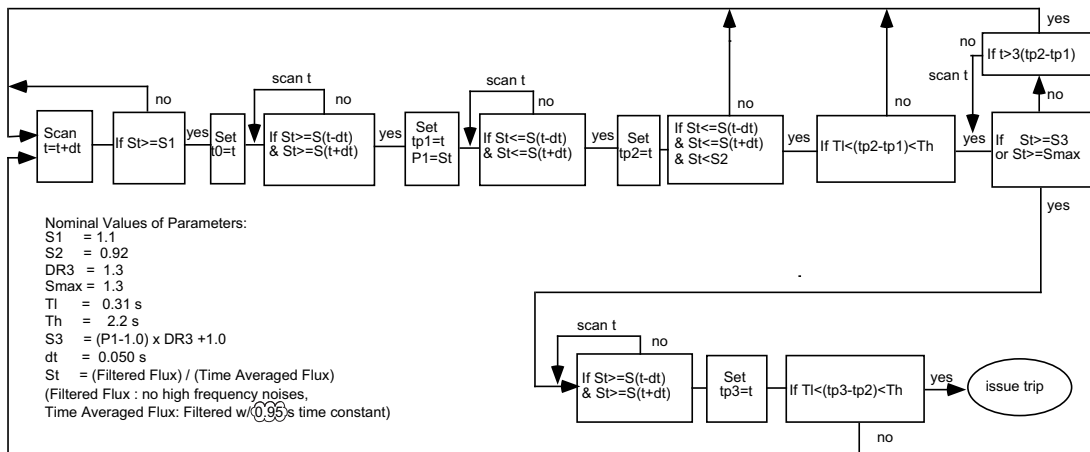 yes
If t>3(tp2-tp1)
no
scan t
no
no
no
scan t
no
scan t
no
Scan
t=t+dt
If St>=S1
yes
Set
t0=t
If St>=S(t-dt)
& St>=S(t+dt)
yes
Set
tp1=t
P1=St
If St<=S(t-dt)
& St<=S(t+dt)
yes
Set
tp2=t
If St<=S(t-dt)
& St<=S(t+dt)
& St<S2
yes
If Tl<(tp2-tp1)<Th
yes
If St>=S3
or St>=Smax
no
yes
Nominal Values of Parameters:
S1 = 1.1
S2 = 0.92
DR3 = 1.3
Smax = 1.3
Tl = 0.31 s
Th = 2.2 s
S3 = (P1-1.0) x DR3 +1.0
dt = 0.050 s
St = (Filtered Flux) / (Time Averaged Flux)
(Filtered Flux : no high frequency noises,
Time Averaged Flux: Filtered w/ 0.95 s time constant)
scan t
no
If St>=S(t-dt)
& St>=S(t+dt)
Set
tp3=t
If Tl<(tp3-tp2)<Th
yes
issue trip
no